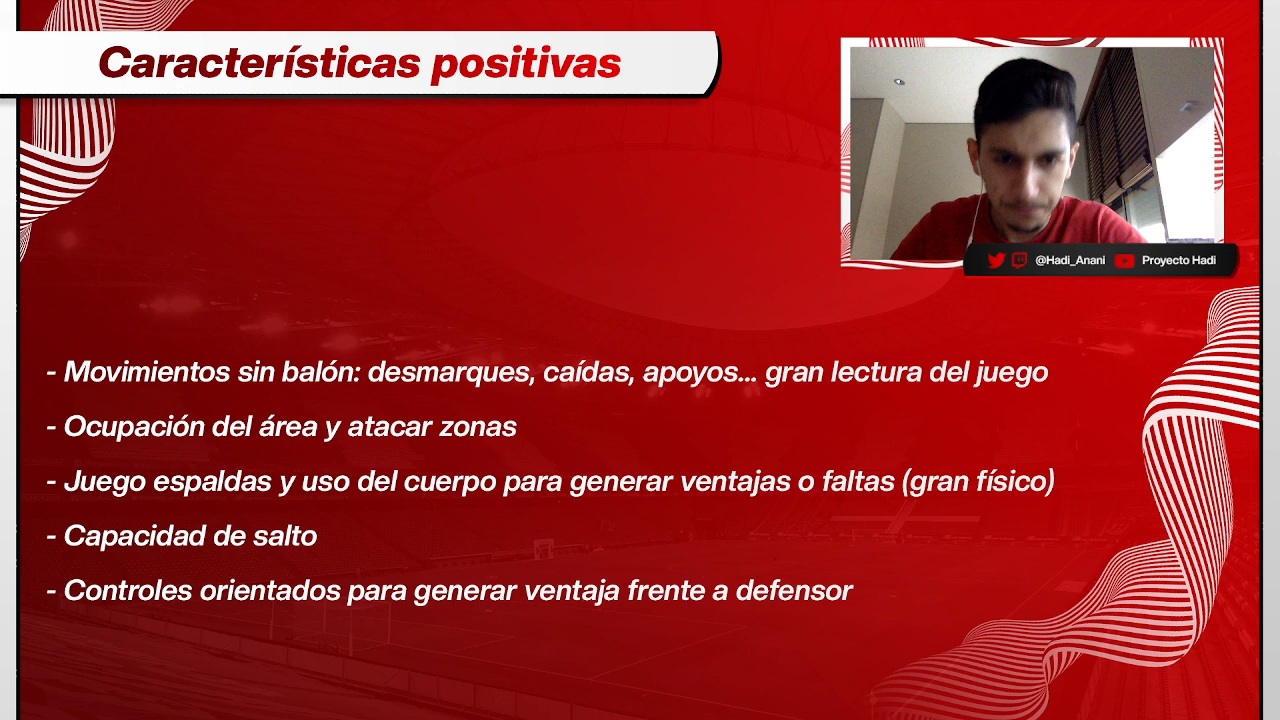 Características positivas
@Hadi_Anani Proyecto Hadi
- Movimientos sin balón: desmarques, caídas, apoyos... gran lectura del juego
- Ocupación del área y atacar zonas
- Juego espaldas y uso del cuerpo para generar ventajas o faltas (gran físico)
- Capacidad de salto
- Controles orientados para generar ventaja frente a defensor